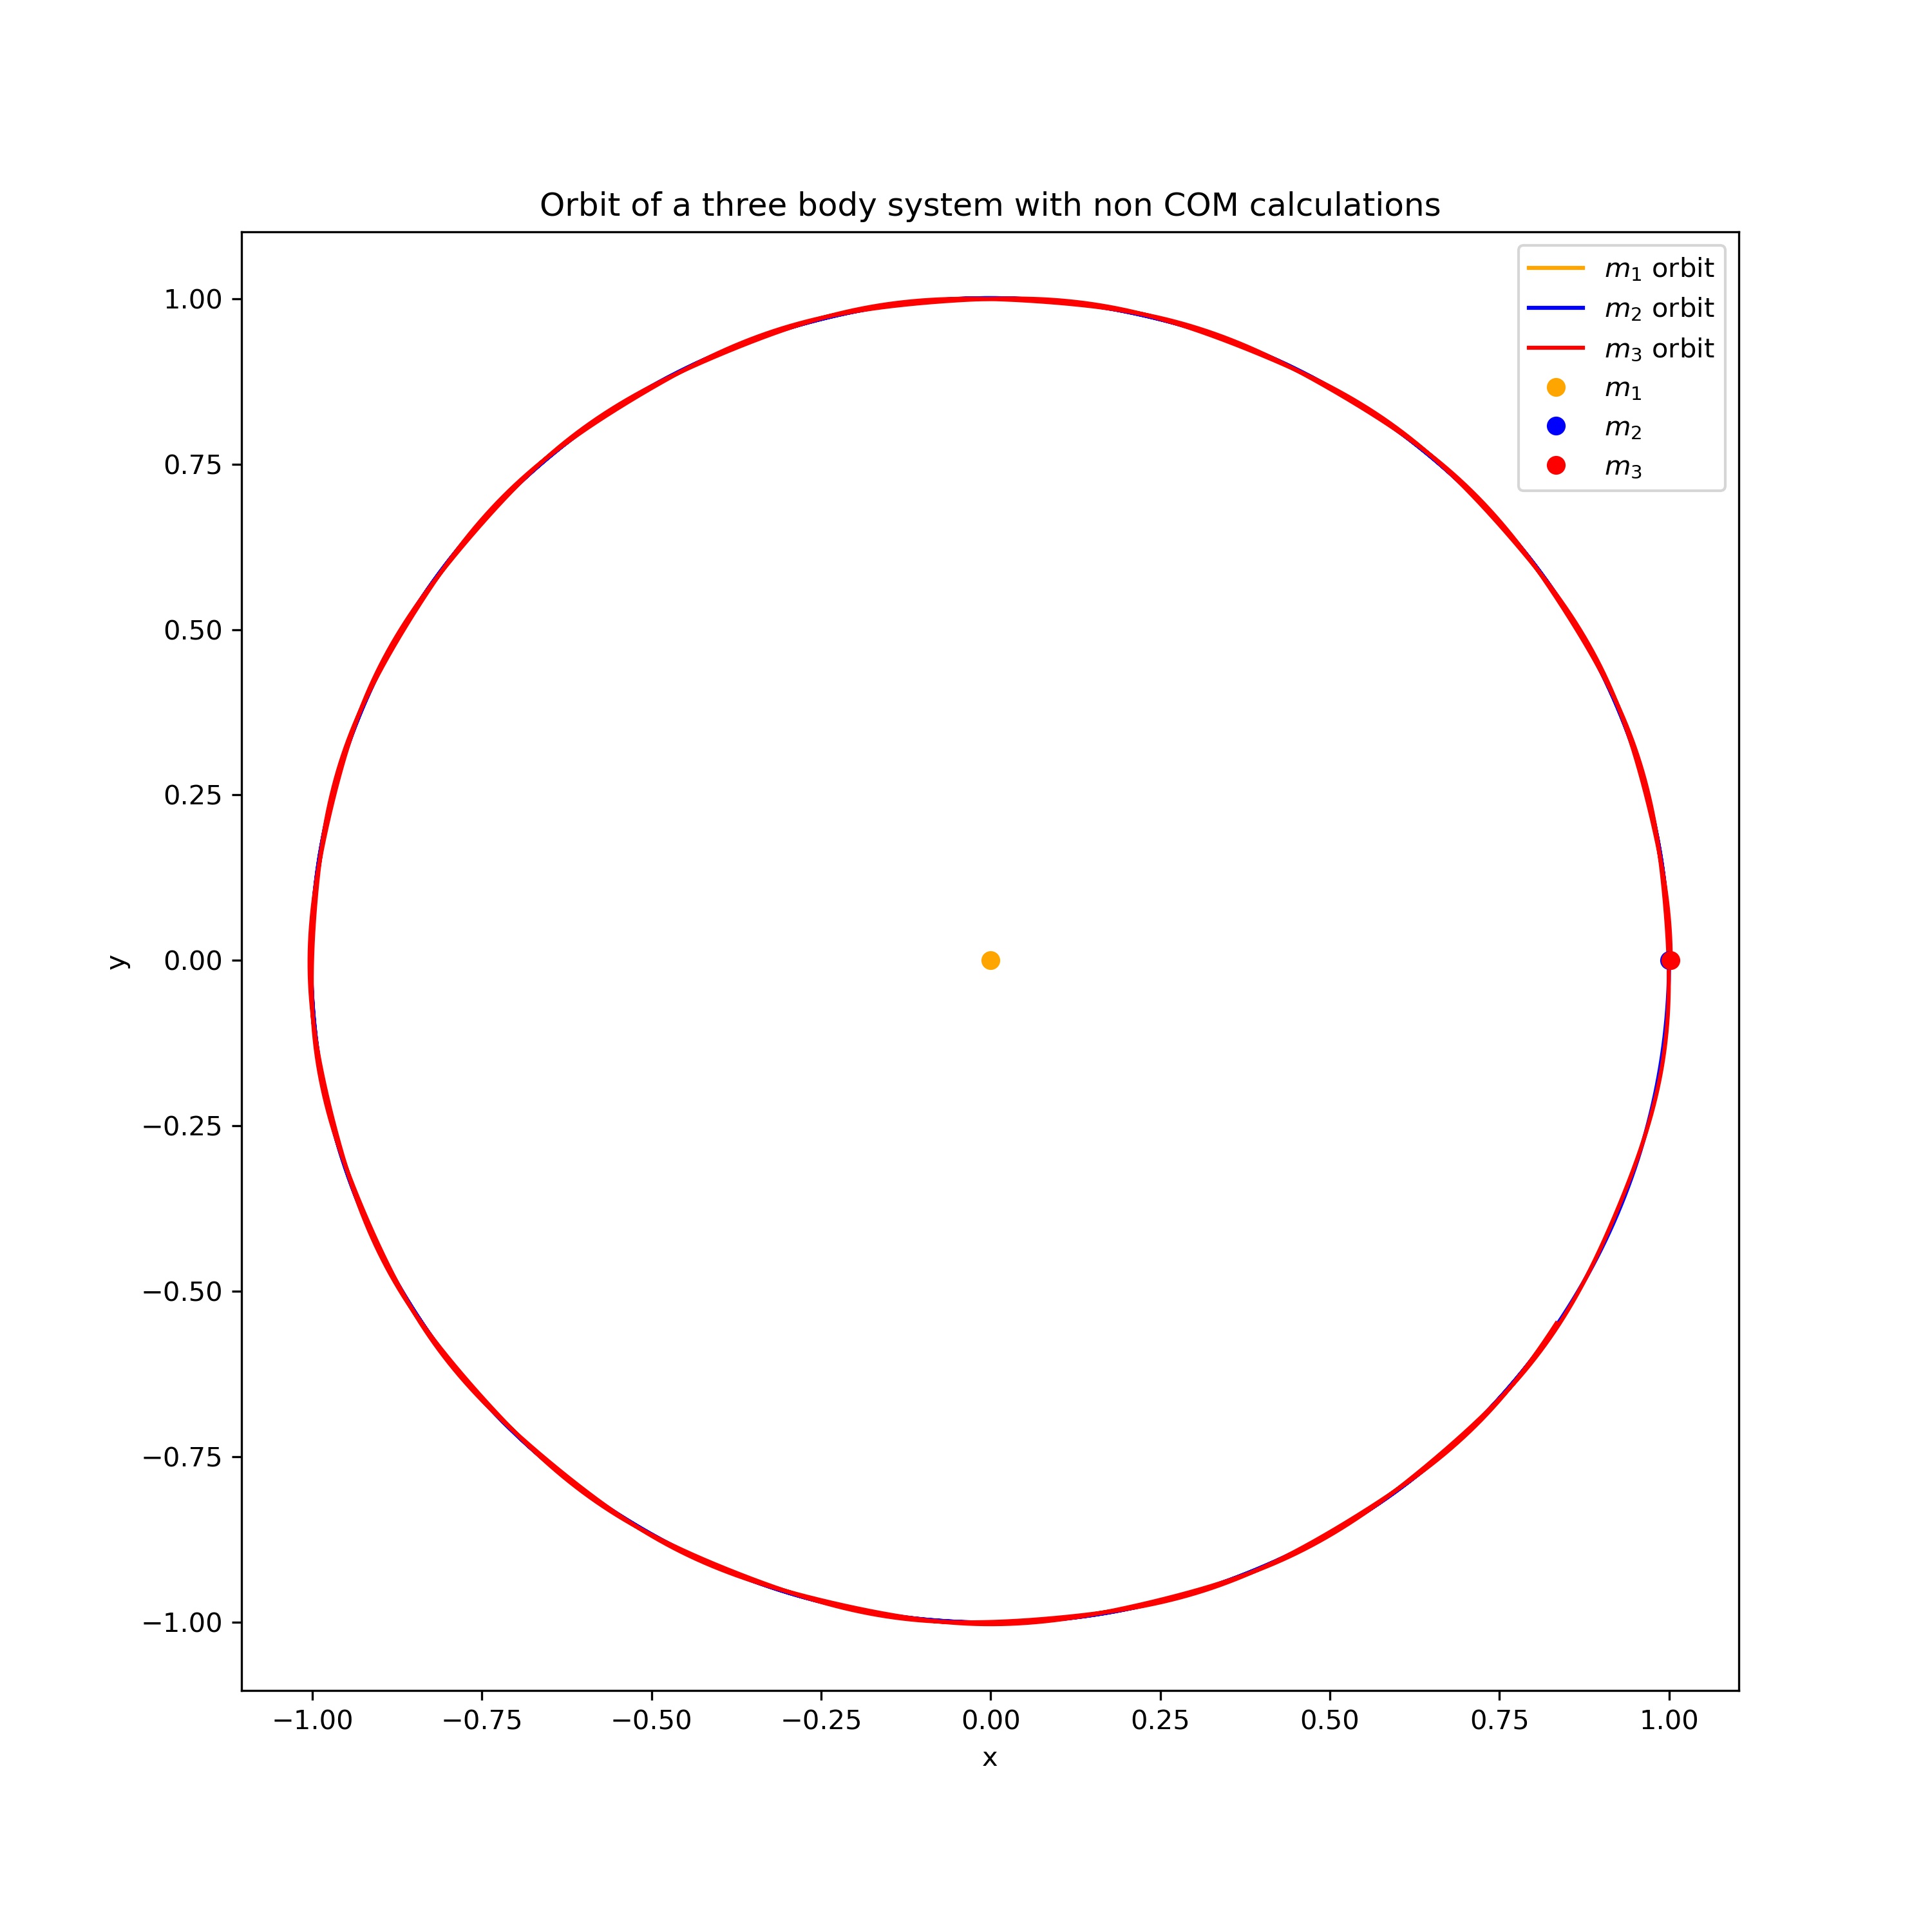 Orbit of a three body system with non COM calculations
m₁ orbit
m₂ orbit
m₃ orbit
m₁
m₂
m₃
1.00
0.75
0.50
0.25
0.00
−0.25
−0.50
−0.75
−1.00
y
−1.00 −0.75 −0.50 −0.25 0.00 0.25 0.50 0.75 1.00
x